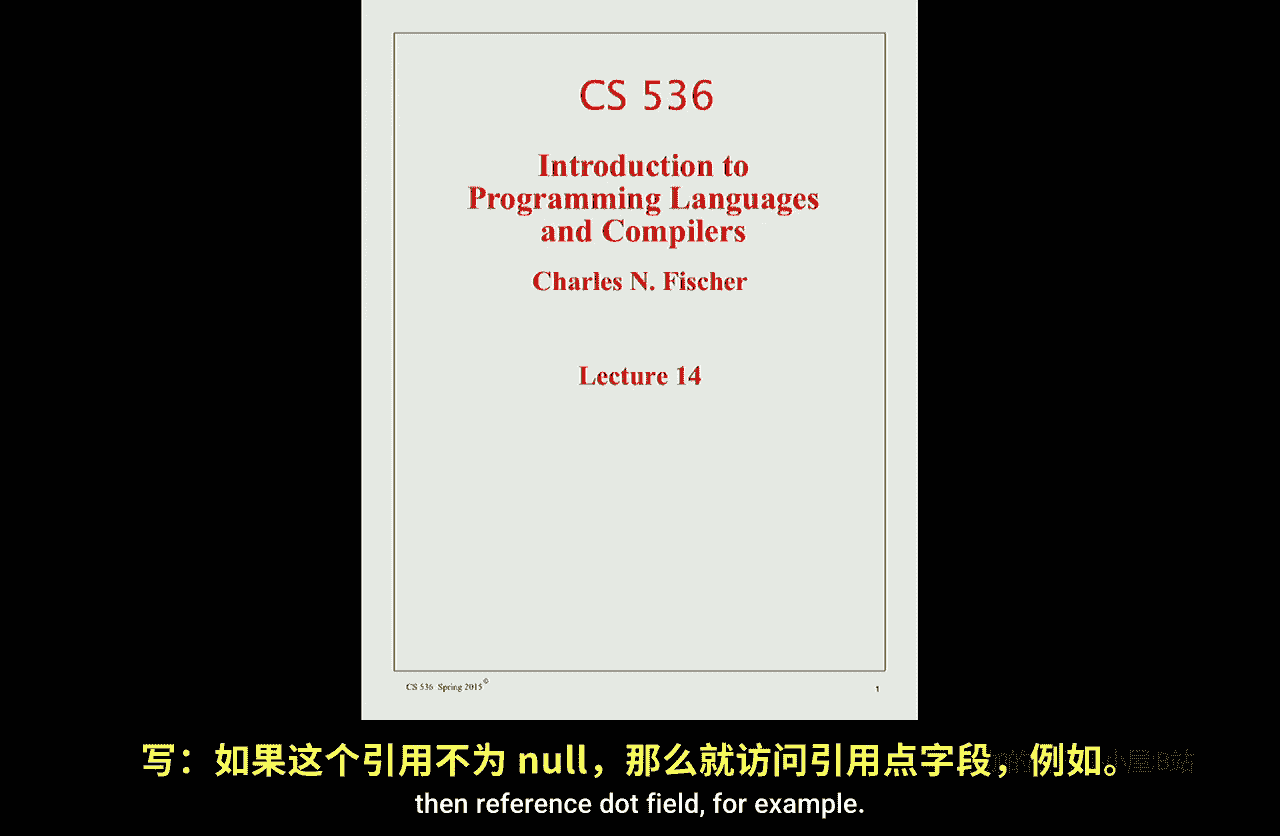 CS 536
Introduction to
Programming Languages
and Compilers
Charles N. Fischer
Lecture 14
CS 536 Spring 2015©
1
写：如果这个引用不为 null，那么就访问引用点字段，例如。
then reference dot field, for example.